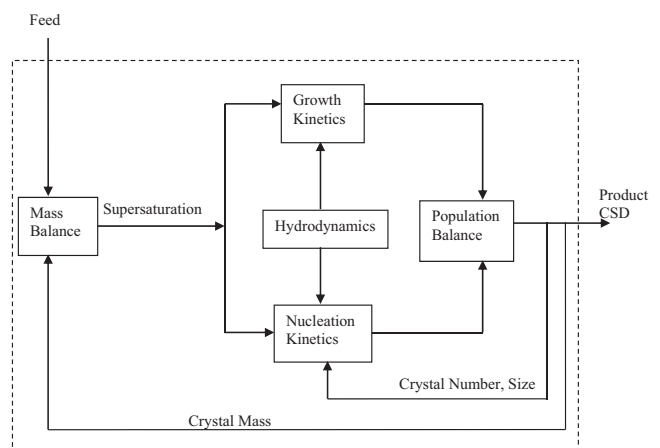 Feed
Growth
Kinetics
Product
CSD
Mass
Balance
Supersaturation
Hydrodynamics
Population
Balance
Nucleation
Kinetics
Crystal Number, Size
Crystal Mass